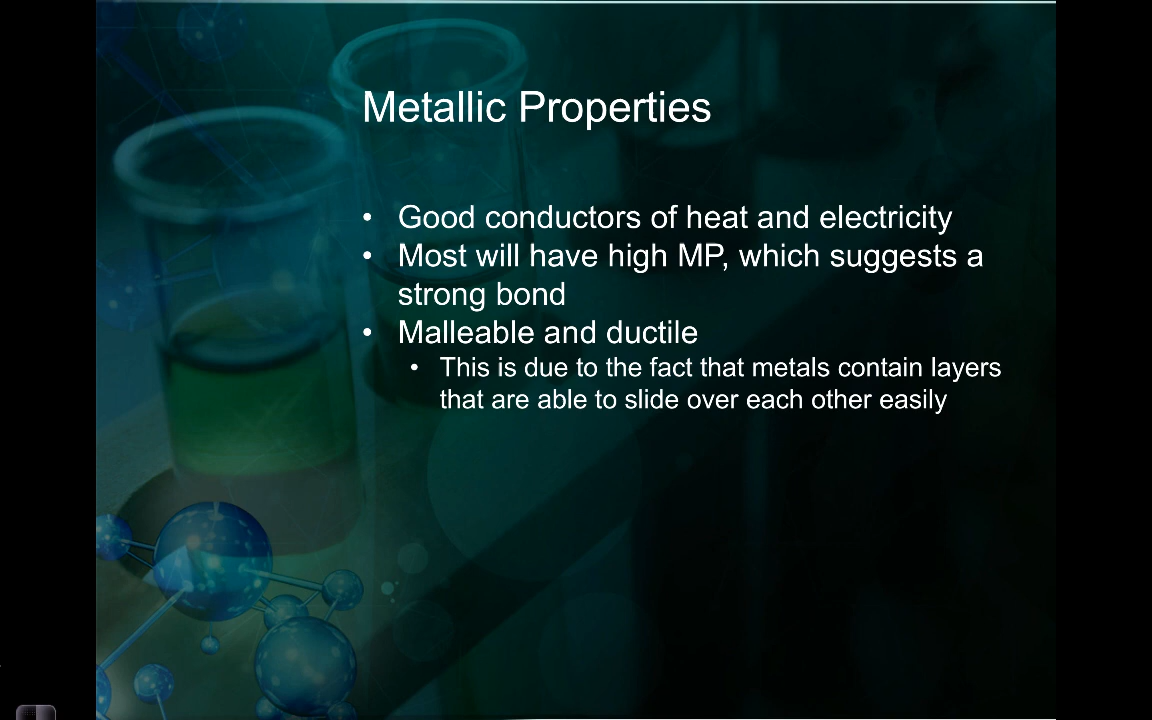 Metallic Properties
• Good conductors of heat and electricity
• Most will have high MP, which suggests a
strong bond
• Malleable and ductile
• This is due to the fact that metals contain layers
that are able to slide over each other easily